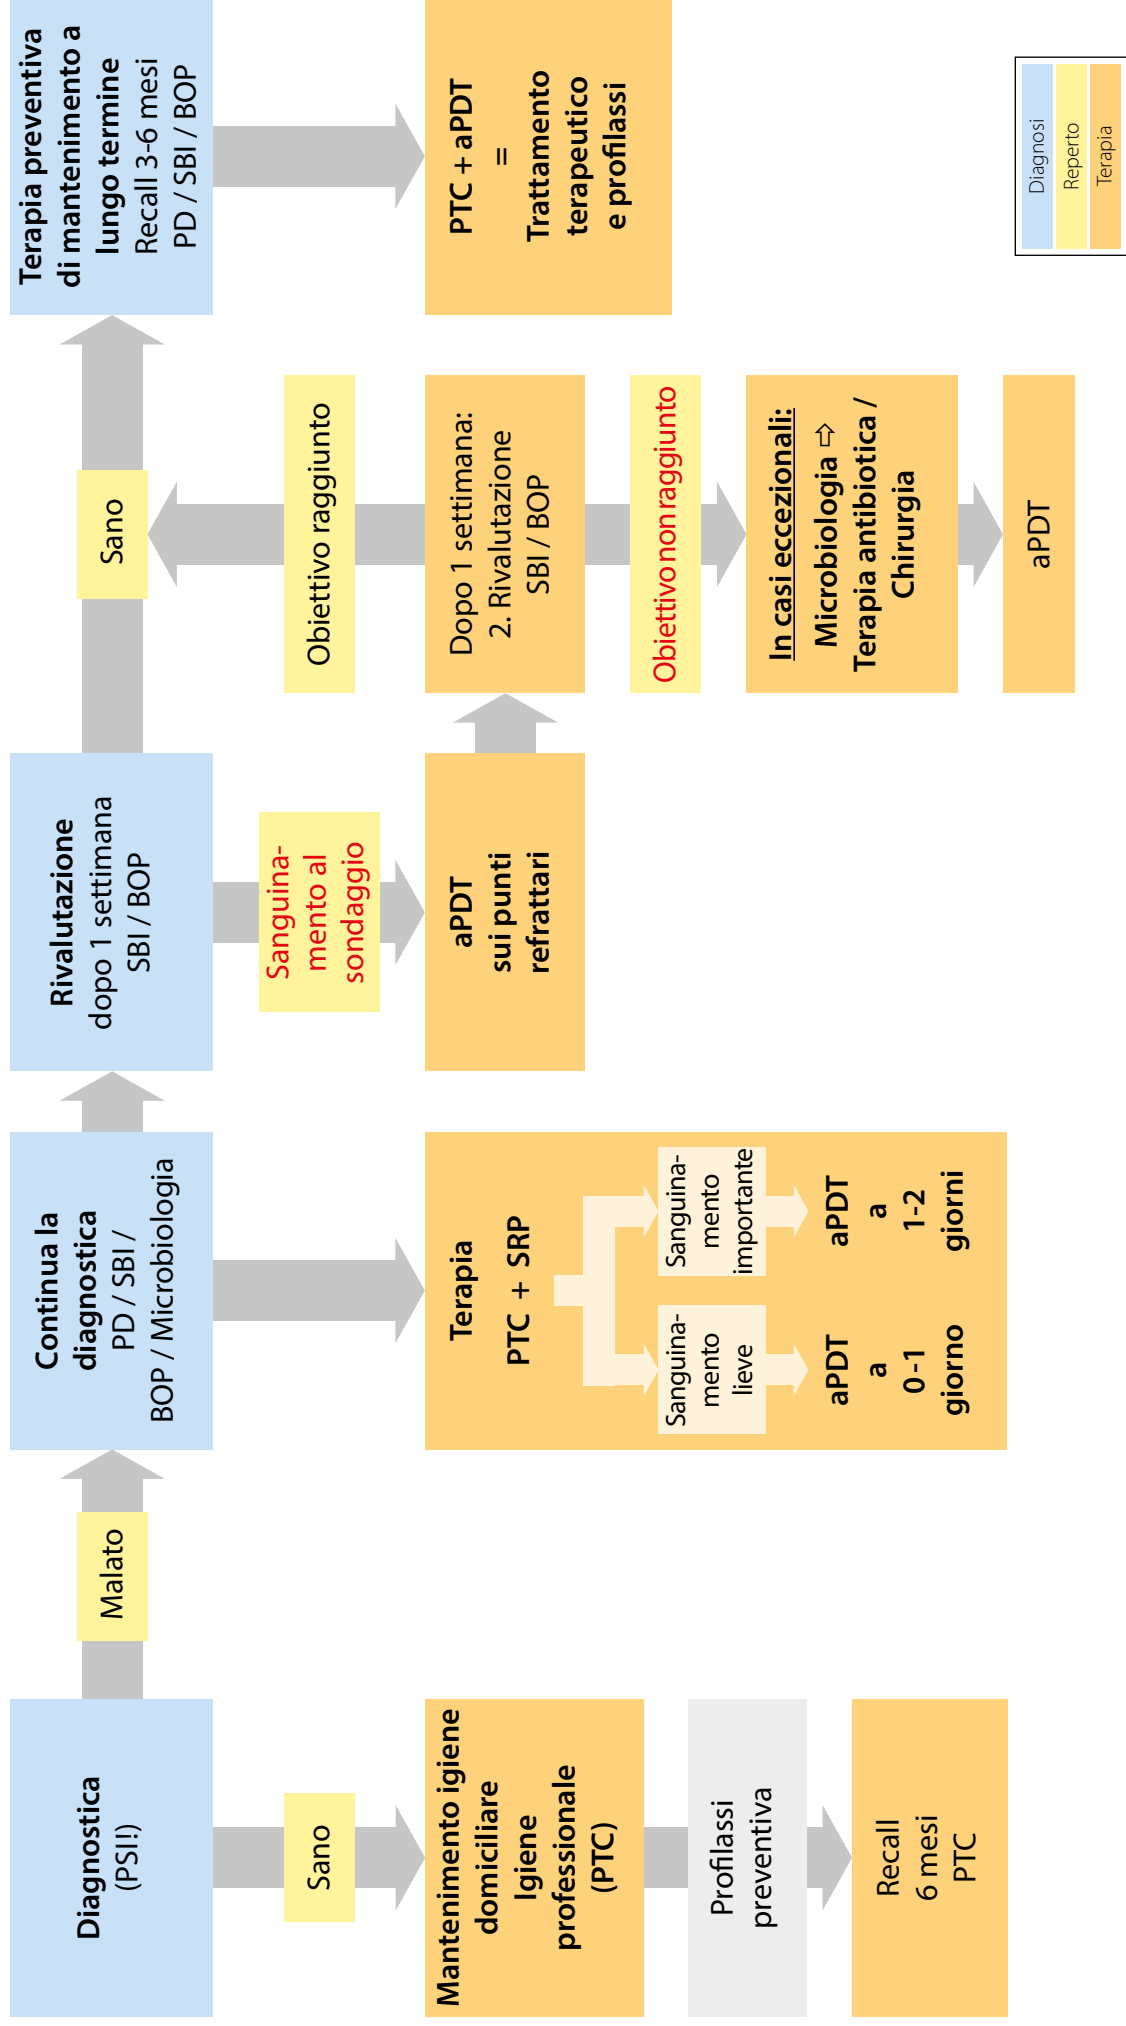 Diagnostica
(PSI!)
Sano
Mantenimento igiene
domiciliare
Igiene
professionale
(PTC)
Profilassi
preventiva
Recall
6 mesi
PTC
Malato
Continua la
diagnostica
PD / SBI /
BOP / Microbiologia
Terapia
PTC + SRP
Sanguina-
mento
lieve
aPDT
a
0-1
giorno
Sanguina-
mento
importante
aPDT
a
1-2
giorni
Rivalutazione
dopo 1 settimana
SBI / BOP
Sanguina-
mento al
sondaggio
aPDT
sui punti
refrattari
Sano
Obiettivo raggiunto
Dopo 1 settimana:
2. Rivalutazione
SBI / BOP
Obiettivo non raggiunto
In casi eccezionali:
Microbiologia ⇨
Terapia antibiotica /
Chirurgia
aPDT
Terapia preventiva
di mantenimento a
lungo termine
Recall 3-6 mesi
PD / SBI / BOP
PTC + aPDT
=
Trattamento
terapeutico
e profilassi
Diagnosi
Reperto
Terapia